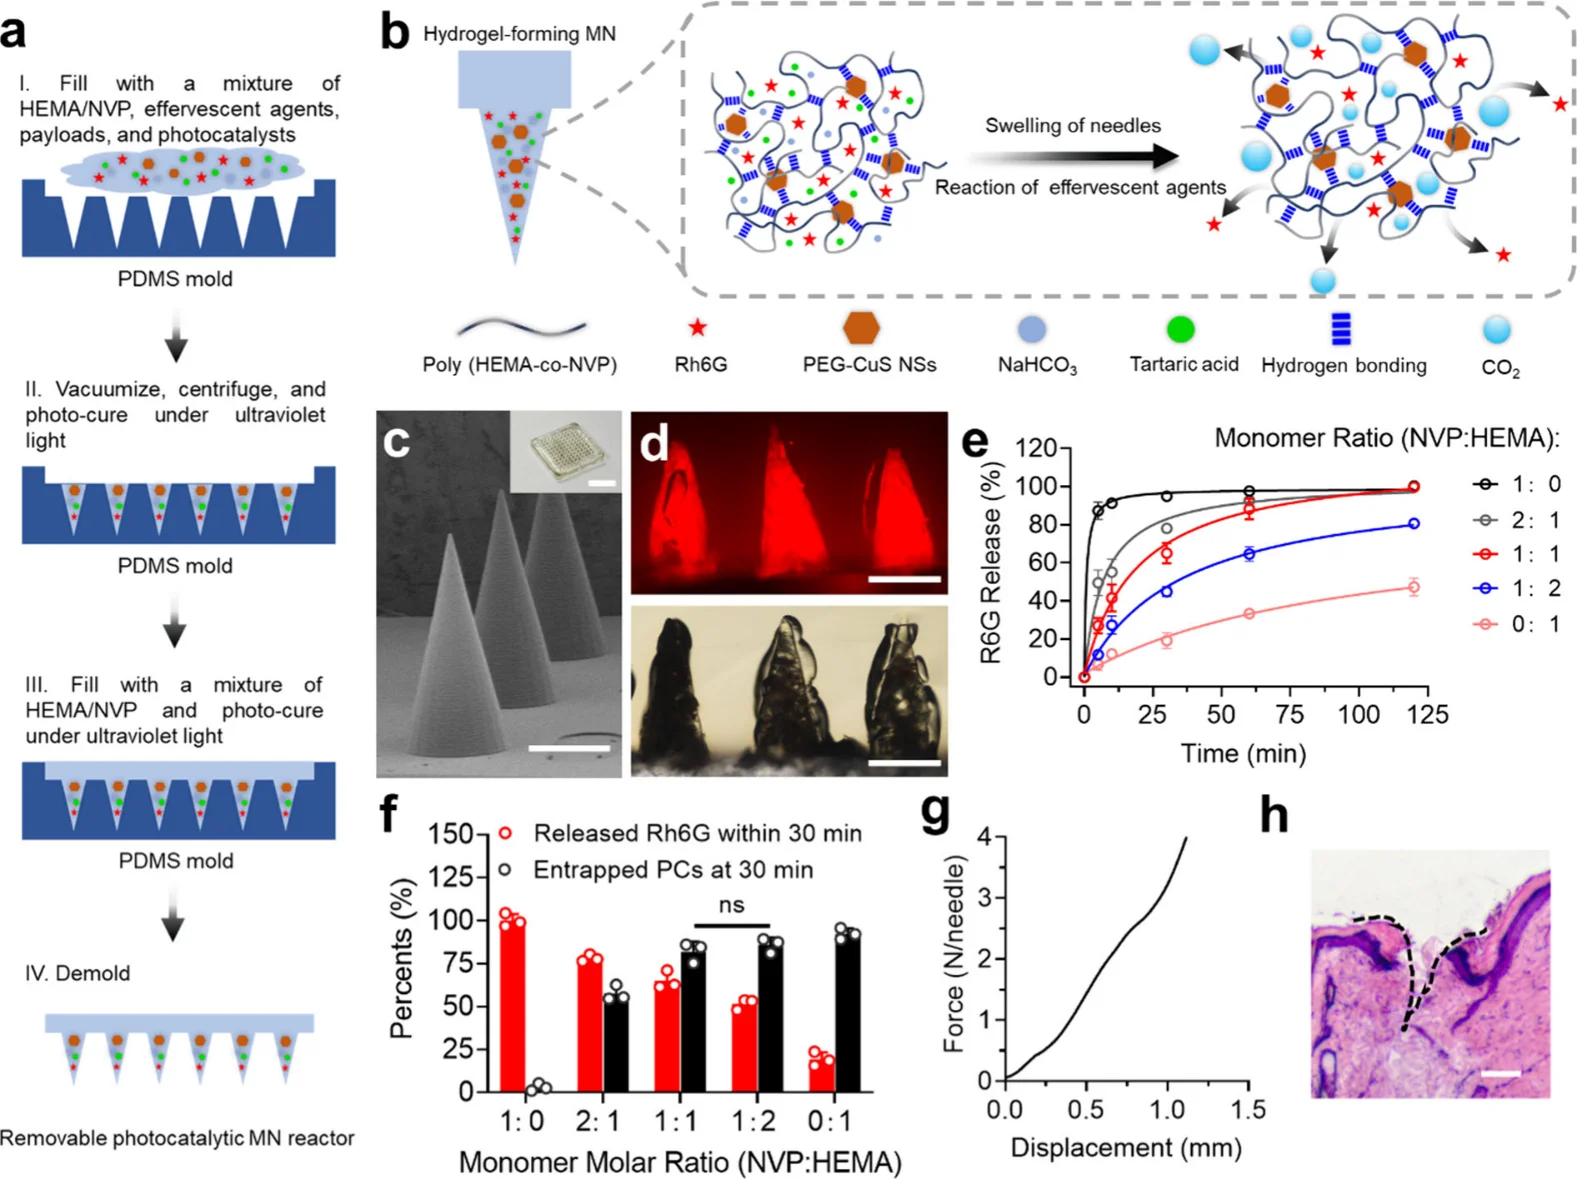 a
I. Fill with a mixture of
HEMA/NVP, effervescent agents,
payloads, and photocatalysts
PDMS mold
II. Vacuumize, centrifuge, and
photo-cure under ultraviolet
light
PDMS mold
III. Fill with a mixture of
HEMA/NVP and photo-cure
under ultraviolet light
PDMS mold
IV. Demold
Removable photocatalytic MN reactor
b
Hydrogel-forming MN
Swelling of needles
Reaction of effervescent agents
Poly (HEMA-co-NVP)
Rh6G
PEG-CuS NSs
NaHCO₃
Tartaric acid
Hydrogen bonding
CO₂
c
d
e
Monomer Ratio (NVP:HEMA):
1: 0
2: 1
1: 1
1: 2
0: 1
R6G Release (%)
120
100
80
60
40
20
0
0 25 50 75 100 125
Time (min)
f
Released Rh6G within 30 min
Entrapped PCs at 30 min
ns
Percents (%)
150
125
100
75
50
25
0
1:0 2:1 1:1 1:2 0:1
Monomer Molar Ratio (NVP:HEMA)
g
Force (N/needle)
4
3
2
1
0
0.0 0.5 1.0 1.5
Displacement (mm)
h